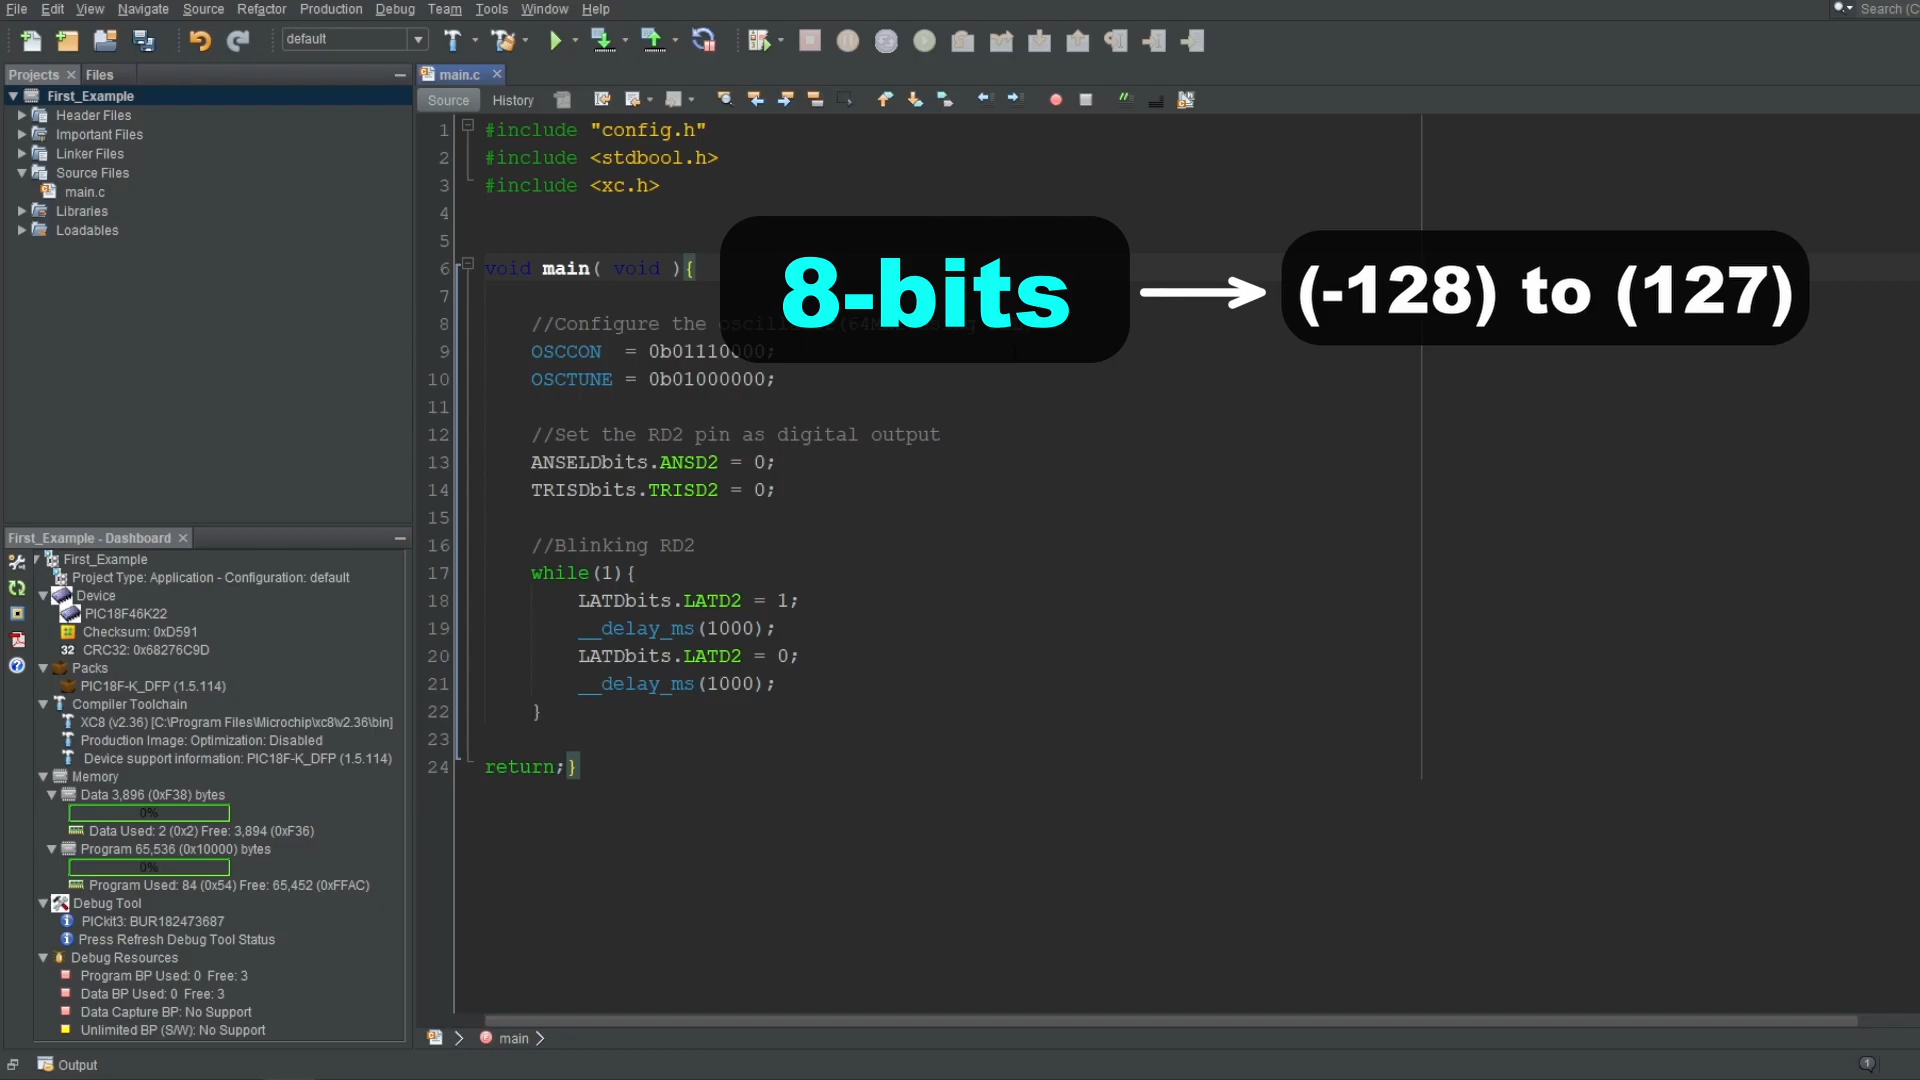 File Edit View Navigate Source Refactor Production Debug Team Tools Window Help
Search (C
default
Projects Files
main.c
First_Example
Header Files
Important Files
Linker Files
Source Files
main.c
Libraries
Loadables
Source History
1 #include "config.h"
2 #include <stdbool.h>
3 #include <xc.h>
4
5
6 void main( void ){
7
8 //Configure the
9 OSCCON = 0b01110000;
10 OSCTUNE = 0b01000000;
11
12 //Set the RD2 pin as digital output
13 ANSELDbits.ANSD2 = 0;
14 TRISDbits.TRISD2 = 0;
15
16 //Blinking RD2
17 while(1){
18 LATDbits.LATD2 = 1;
19 __delay_ms(1000);
20 LATDbits.LATD2 = 0;
21 __delay_ms(1000);
22 }
23
24 return;}
8-bits
(-128) to (127)
First_Example - Dashboard
First_Example
Project Type: Application - Configuration: default
Device
PIC18F46K22
Checksum: 0xD591
32 CRC32: 0x68276C9D
Packs
PIC18F-K_DFP (1.5.114)
Compiler Toolchain
XC8 (v2.36) [C:\Program Files\Microchip\xc8\v2.36\bin]
Production Image: Optimization: Disabled
Device support information: PIC18F-K_DFP (1.5.114)
Memory
Data 3,896 (0xF38) bytes
0%
Data Used: 2 (0x2) Free: 3,894 (0xF36)
Program 65,536 (0x10000) bytes
0%
Program Used: 84 (0x54) Free: 65,452 (0xFFAC)
Debug Tool
PICkit3: BUR182473687
Press Refresh Debug Tool Status
Debug Resources
Program BP Used: 0 Free: 3
Data BP Used: 0 Free: 3
Data Capture BP: No Support
Unlimited BP (S/W): No Support
main
Output
1